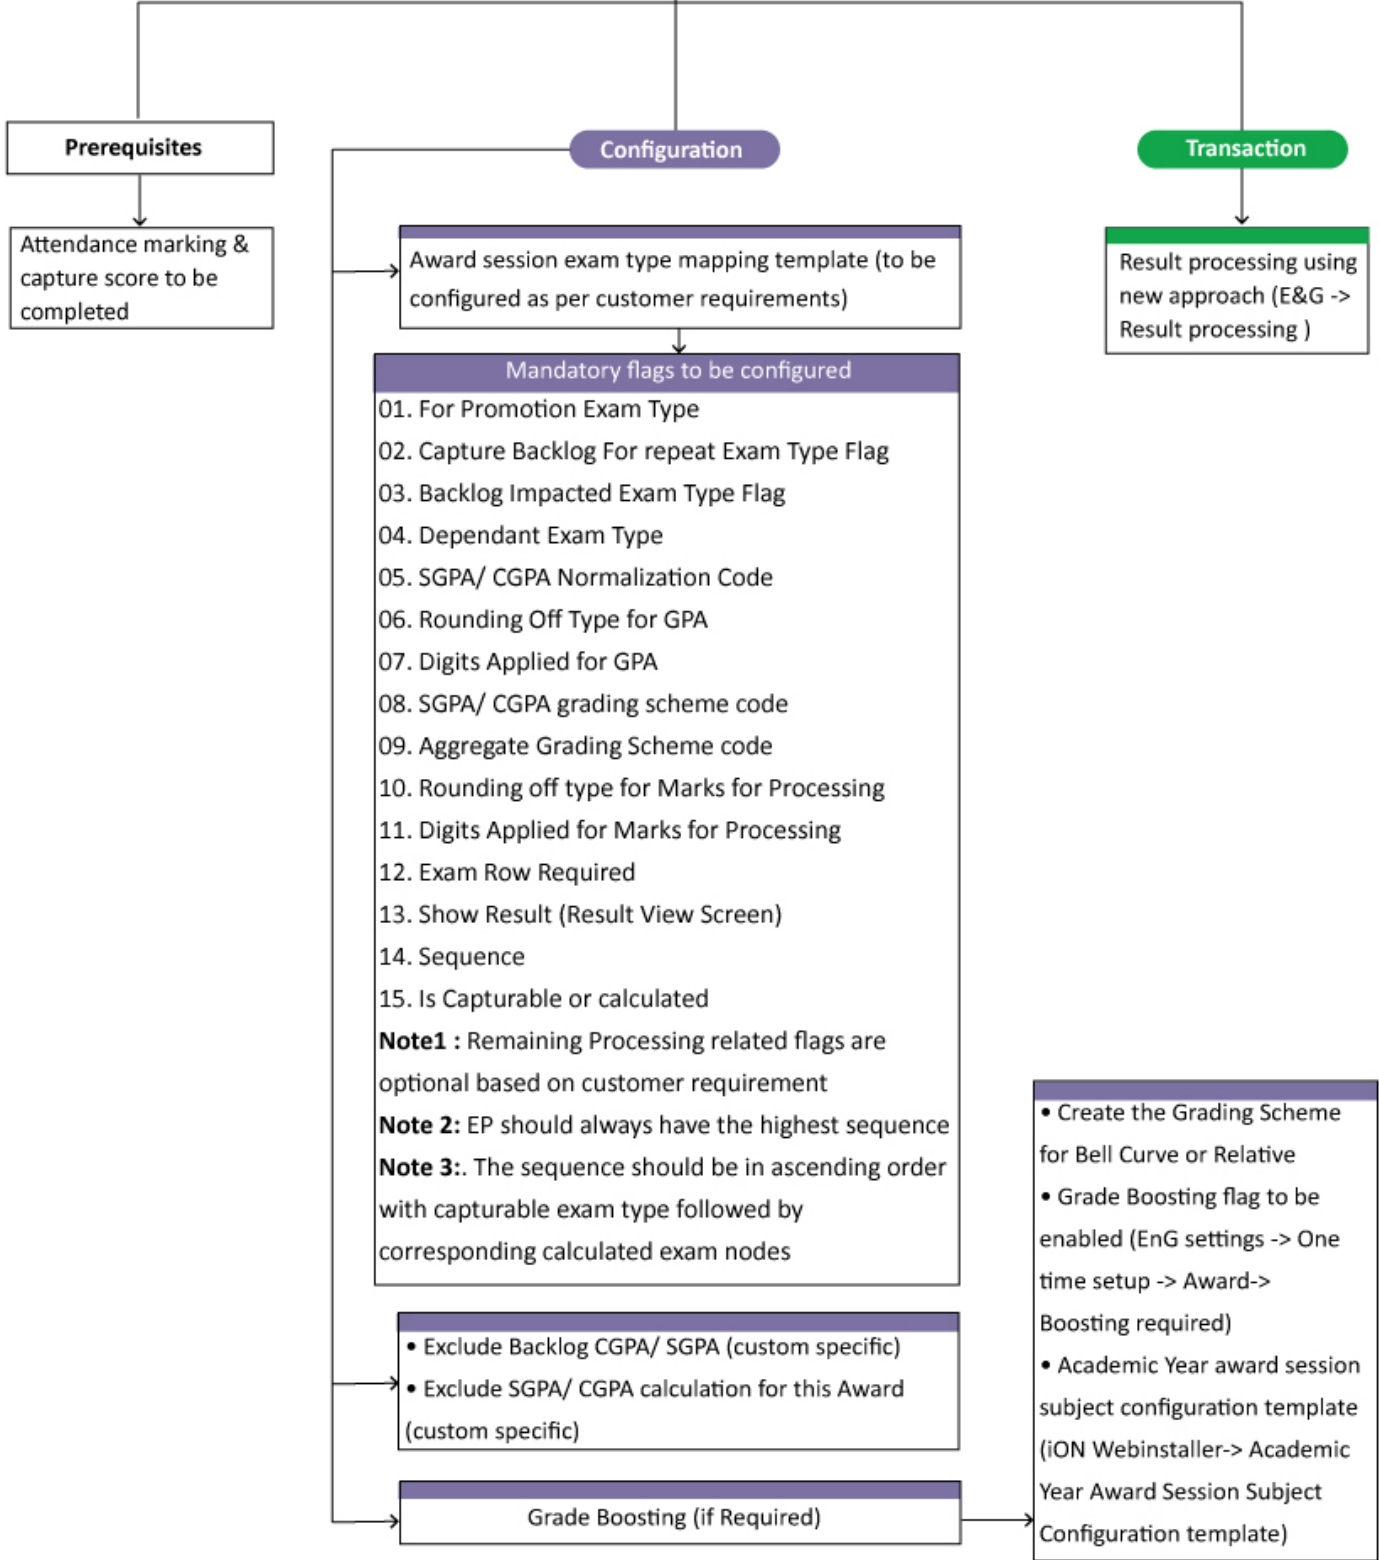 Prerequisites
Attendance marking &
capture score to be
completed
Configuration
Award session exam type mapping template (to be
configured as per customer requirements)
Mandatory flags to be configured
01. For Promotion Exam Type
02. Capture Backlog For repeat Exam Type Flag
03. Backlog Impacted Exam Type Flag
04. Dependant Exam Type
05. SGPA/ CGPA Normalization Code
06. Rounding Off Type for GPA
07. Digits Applied for GPA
08. SGPA/ CGPA grading scheme code
09. Aggregate Grading Scheme code
10. Rounding off type for Marks for Processing
11. Digits Applied for Marks for Processing
12. Exam Row Required
13. Show Result (Result View Screen)
14. Sequence
15. Is Capturable or calculated
Note1 : Remaining Processing related flags are
optional based on customer requirement
Note 2: EP should always have the highest sequence
Note 3:. The sequence should be in ascending order
with capturable exam type followed by
corresponding calculated exam nodes
• Exclude Backlog CGPA/ SGPA (custom specific)
• Exclude SGPA/ CGPA calculation for this Award
(custom specific)
Grade Boosting (if Required)
• Create the Grading Scheme
for Bell Curve or Relative
• Grade Boosting flag to be
enabled (EnG settings -> One
time setup -> Award->
Boosting required)
• Academic Year award session
subject configuration template
(iON Webinstaller-> Academic
Year Award Session Subject
Configuration template)
Transaction
Result processing using
new approach (E&G ->
Result processing )